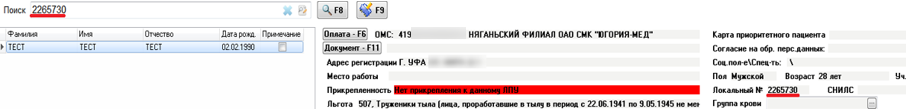 Поиск 2265730 F8 F9
Фамилия Имя Отчество Дата рожд. Примечание
ТЕСТ ТЕСТ ТЕСТ 02.02.1990
Оплата - F6 ОМС: 419 НЯГАНЬСКИЙ ФИЛИАЛ ОАО СМК "ЮГОРИЯ-МЕД"
Документ - F11
Адрес регистрации Г. УФА
Место работы
Прикрепленность Нет прикрепления к данному ЛПУ
Льгота 507, Труженики тыла (лица, проработавшие в тылу в период с 22.06.1941 по 9.05.1945 не мен
Карта приоритетного пациента
Согласие на обр. перс.данных:
Соц.пол-е\Спец-ть: \
Пол Мужской Возраст 28 лет Уч.
Локальный № 2265730 СНИЛС
Группа крови